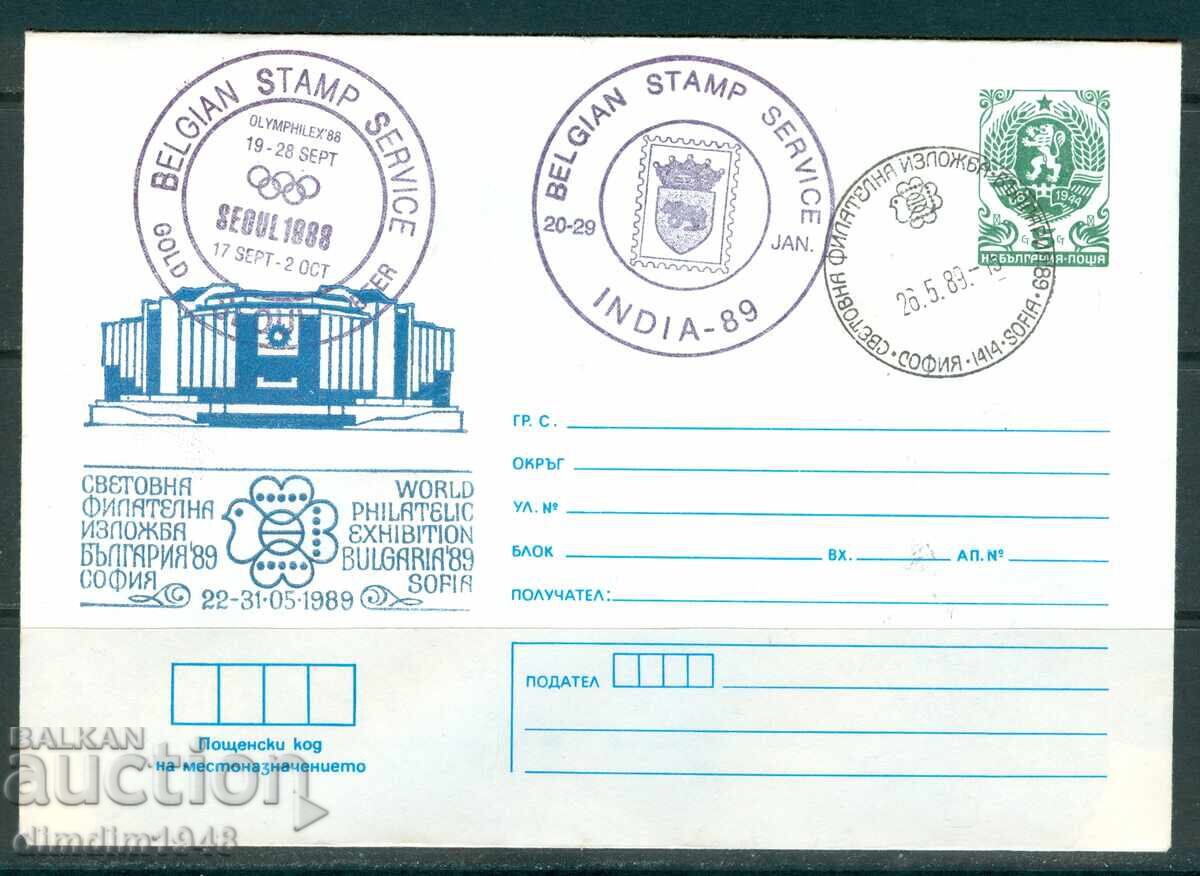 BELGIAN STAMP SERVICE
OLYMPHILEX'88
19-28 SEPT
SEOUL 1988
17 SEPT-2 OCT
GOLD
BELGIAN STAMP SERVICE
20-29
JAN.
INDIA-89
СВЕТОВНА ФИЛАТЕЛНА ИЗЛОЖБА
26.5.89.-
СОФИЯ·1414·SOFIA·
1944
НР БЪЛГАРИЯ·ПОЩА
СВЕТОВНА
ФИЛАТЕЛНА
ИЗЛОЖБА
БЪЛГАРИЯ'89
СОФИЯ
WORLD
PHILATELIC
EXHIBITION
BULGARIA'89
SOFIA
22-31·05·1989
ГР. С.
ОКРЪГ
УЛ. №
БЛОК ВХ. АП. №
ПОЛУЧАТЕЛ:
ПОДАТЕЛ
Пощенски код
на местоназначението
BALKAN
auction
dimdim1948